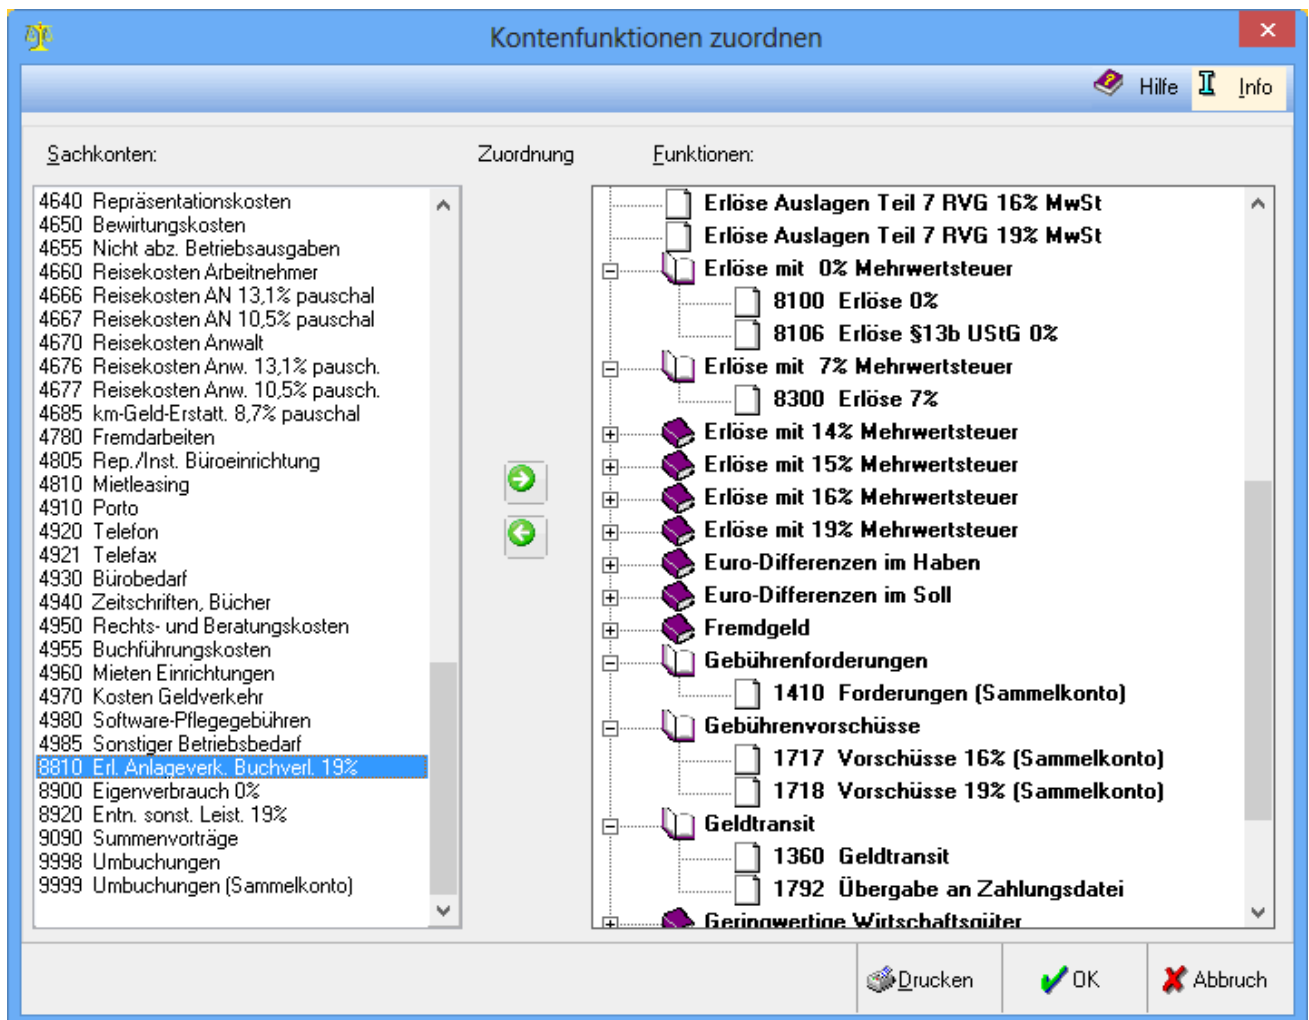 Kontenfunktionen zuordnen
Hilfe
Info
Sachkonten:
Zuordnung
Funktionen:
4640 Repräsentationskosten
4650 Bewirtungskosten
4655 Nicht abz. Betriebsausgaben
4660 Reisekosten Arbeitnehmer
4666 Reisekosten AN 13,1% pauschal
4667 Reisekosten AN 10,5% pauschal
4670 Reisekosten Anwalt
4676 Reisekosten Anw. 13,1% pausch.
4677 Reisekosten Anw. 10,5% pausch.
4685 km-Geld-Erstatt. 8,7% pauschal
4780 Fremdarbeiten
4805 Rep./Inst. Büroeinrichtung
4810 Mietleasing
4910 Porto
4920 Telefon
4921 Telefax
4930 Bürobedarf
4940 Zeitschriften, Bücher
4950 Rechts- und Beratungskosten
4955 Buchführungskosten
4960 Mieten Einrichtungen
4970 Kosten Geldverkehr
4980 Software-Pflegegebühren
4985 Sonstiger Betriebsbedarf
8810 Erl. Anlageverk. Buchverl. 19%
8900 Eigenverbrauch 0%
8920 Entn. sonst. Leist. 19%
9090 Summenvorträge
9998 Umbuchungen
9999 Umbuchungen (Sammelkonto)
Erlöse Auslagen Teil 7 RVG 16% MwSt
Erlöse Auslagen Teil 7 RVG 19% MwSt
Erlöse mit 0% Mehrwertsteuer
8100 Erlöse 0%
8106 Erlöse §13b UStG 0%
Erlöse mit 7% Mehrwertsteuer
8300 Erlöse 7%
Erlöse mit 14% Mehrwertsteuer
Erlöse mit 15% Mehrwertsteuer
Erlöse mit 16% Mehrwertsteuer
Erlöse mit 19% Mehrwertsteuer
Euro-Differenzen im Haben
Euro-Differenzen im Soll
Fremdgeld
Gebührenforderungen
1410 Forderungen (Sammelkonto)
Gebührenvorschüsse
1717 Vorschüsse 16% (Sammelkonto)
1718 Vorschüsse 19% (Sammelkonto)
Geldtransit
1360 Geldtransit
1792 Übergabe an Zahlungsdatei
Geringwertige Wirtschaftsgüter
Drucken
OK
Abbruch